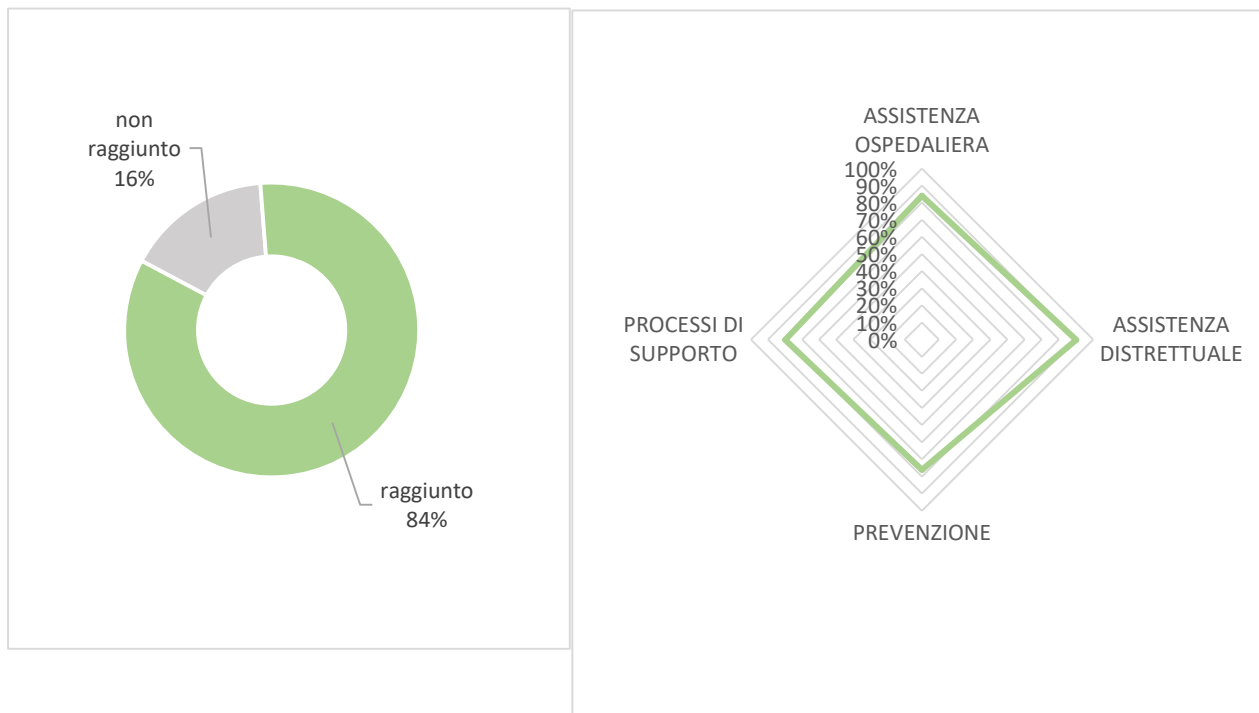 non
raggiunto
16%
raggiunto
84%
ASSISTENZA
OSPEDALIERA
100%
90%
80%
70%
60%
50%
40%
30%
20%
10%
0%
PROCESSI DI
SUPPORTO
ASSISTENZA
DISTRETTUALE
PREVENZIONE